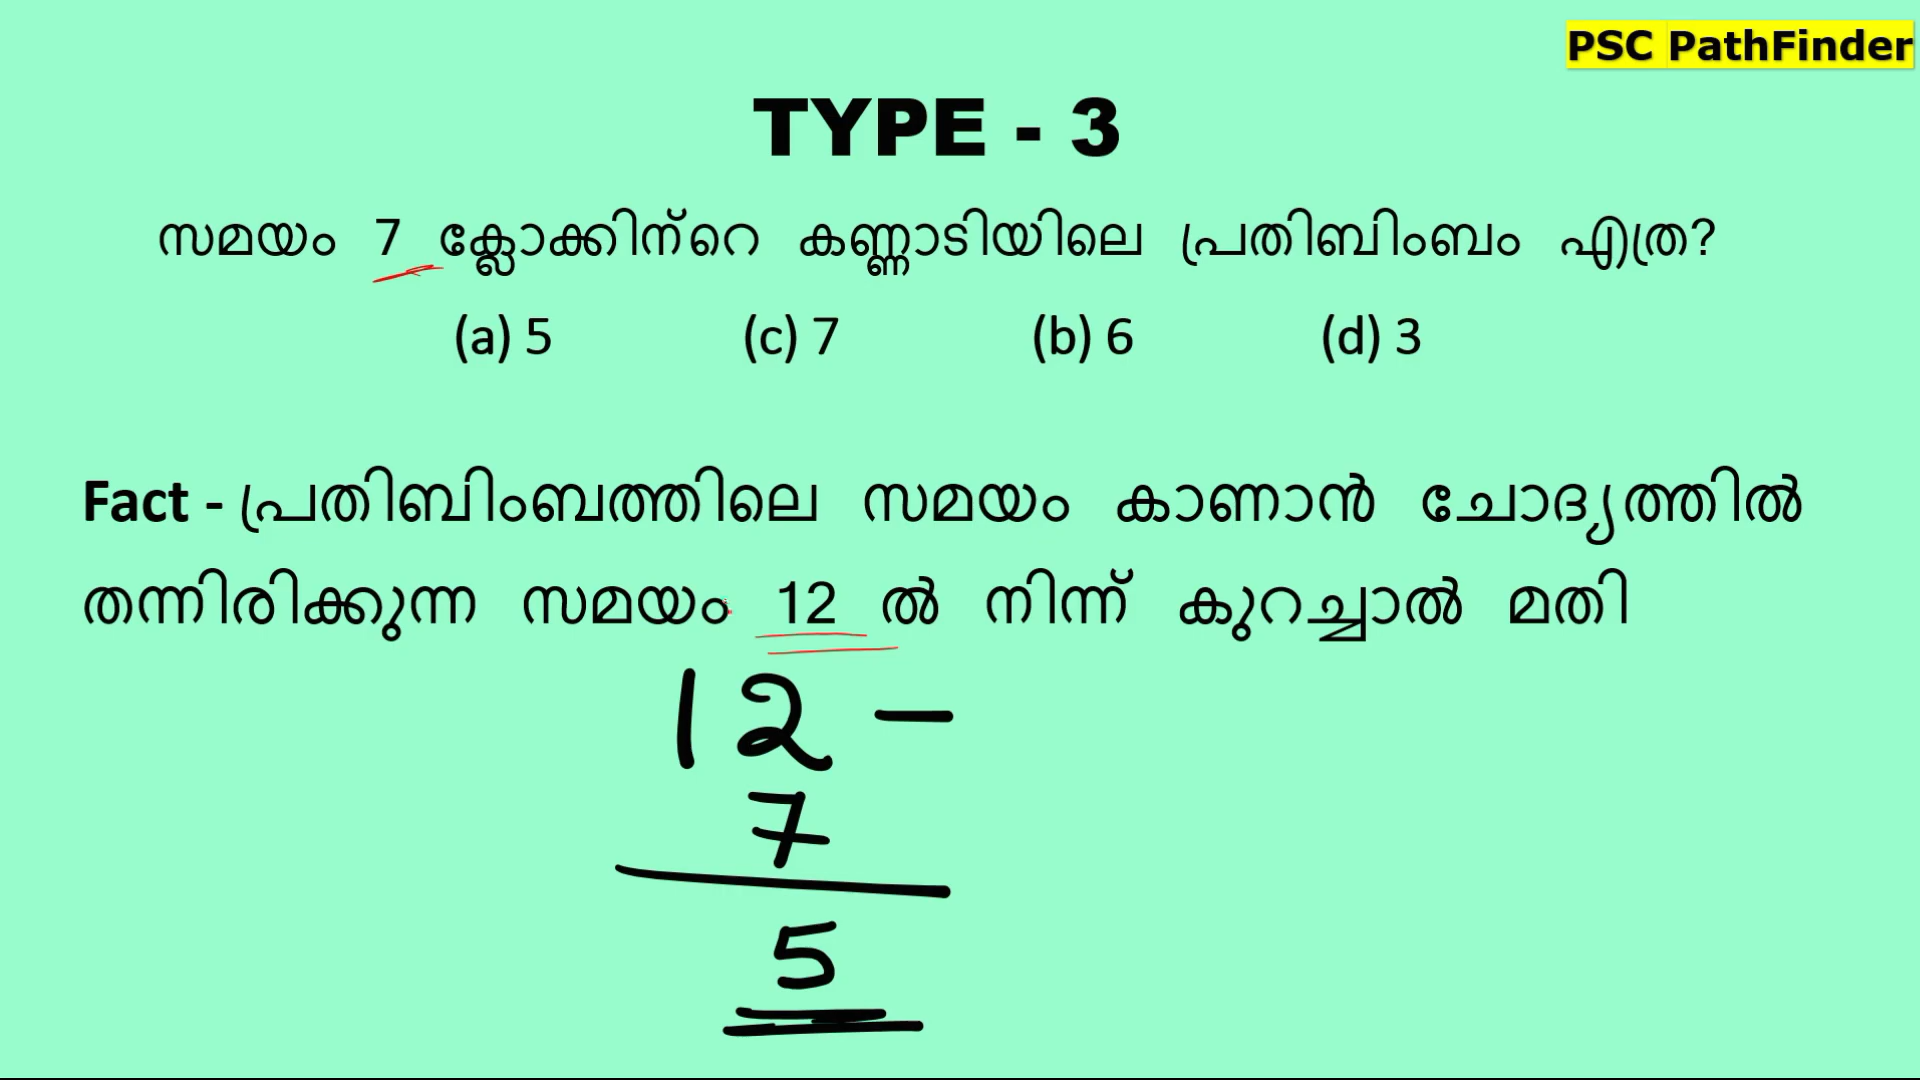 PSC PathFinder
TYPE - 3
സമയം 7 ക്ലോക്കിന്റെ കണ്ണാടിയിലെ പ്രതിബിംബം എത്ര?
(a) 5 (c) 7 (b) 6 (d) 3
Fact - പ്രതിബിംബത്തിലെ സമയം കാണാൻ ചോദ്യത്തിൽ
തന്നിരിക്കുന്ന സമയം 12 ൽ നിന്ന് കുറച്ചാൽ മതി
12 -
7
5